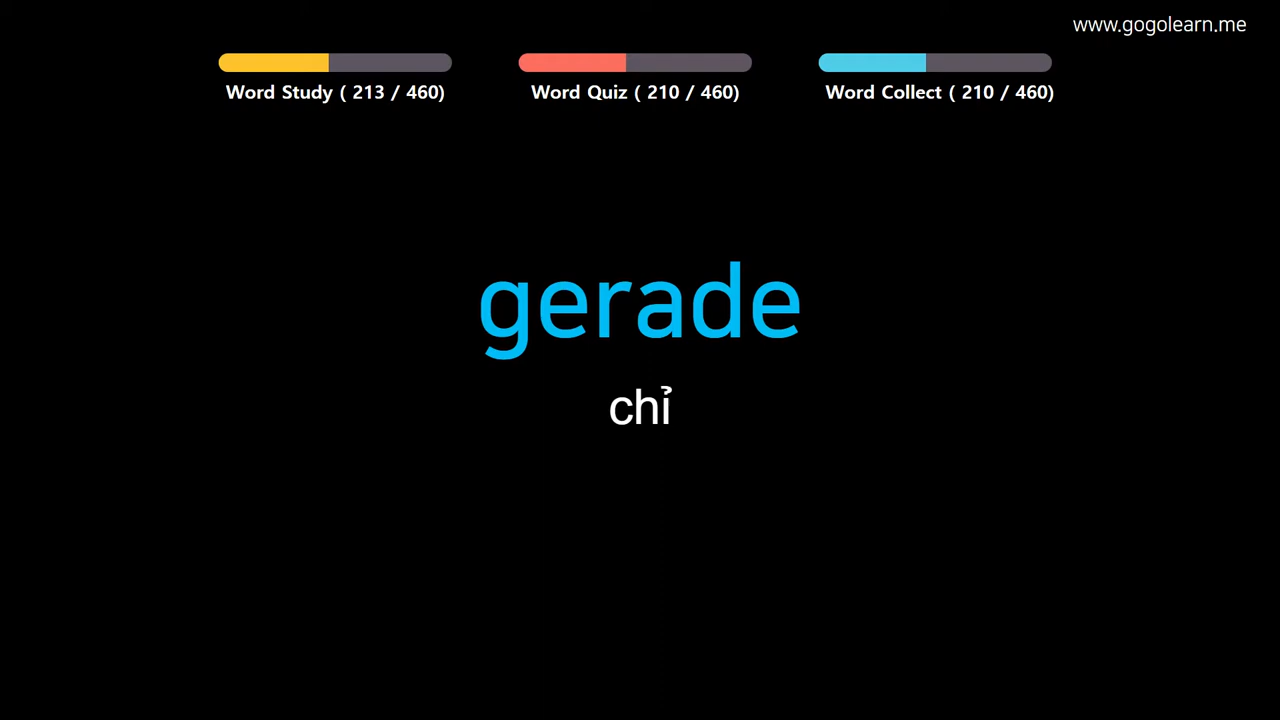 www.gogolearn.me
Word Study ( 213 / 460)
Word Quiz ( 210 / 460)
Word Collect ( 210 / 460)
gerade
chỉ